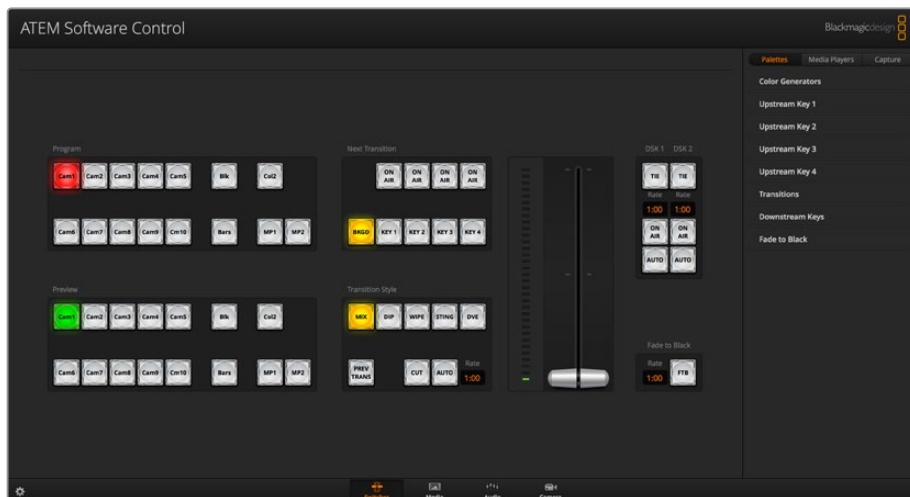 ATEM Software Control
Blackmagicdesign
Palettes Media Players Capture
Color Generators
Upstream Key 1
Upstream Key 2
Upstream Key 3
Upstream Key 4
Transitions
Downstream Keys
Fade to Black
Program
Cam1 Cam2 Cam3 Cam4 Cam5 Blk Col2
Cam6 Cam7 Cam8 Cam9 Cm10 Bars MP1 MP2
Next Transition
ON AIR ON AIR ON AIR ON AIR
BKGD KEY 1 KEY 2 KEY 3 KEY 4
DSK 1 DSK 2
TIE TIE
Rate Rate
1:00 1:00
ON AIR ON AIR
AUTO AUTO
Preview
Cam1 Cam2 Cam3 Cam4 Cam5 Blk Col2
Cam6 Cam7 Cam8 Cam9 Cm10 Bars MP1 MP2
Transition Style
MIX DIP WIPE STING DVE
PREV TRANS CUT AUTO Rate 1:00
Fade to Black
Rate
1:00 FTB
Switcher Media Audio Camera